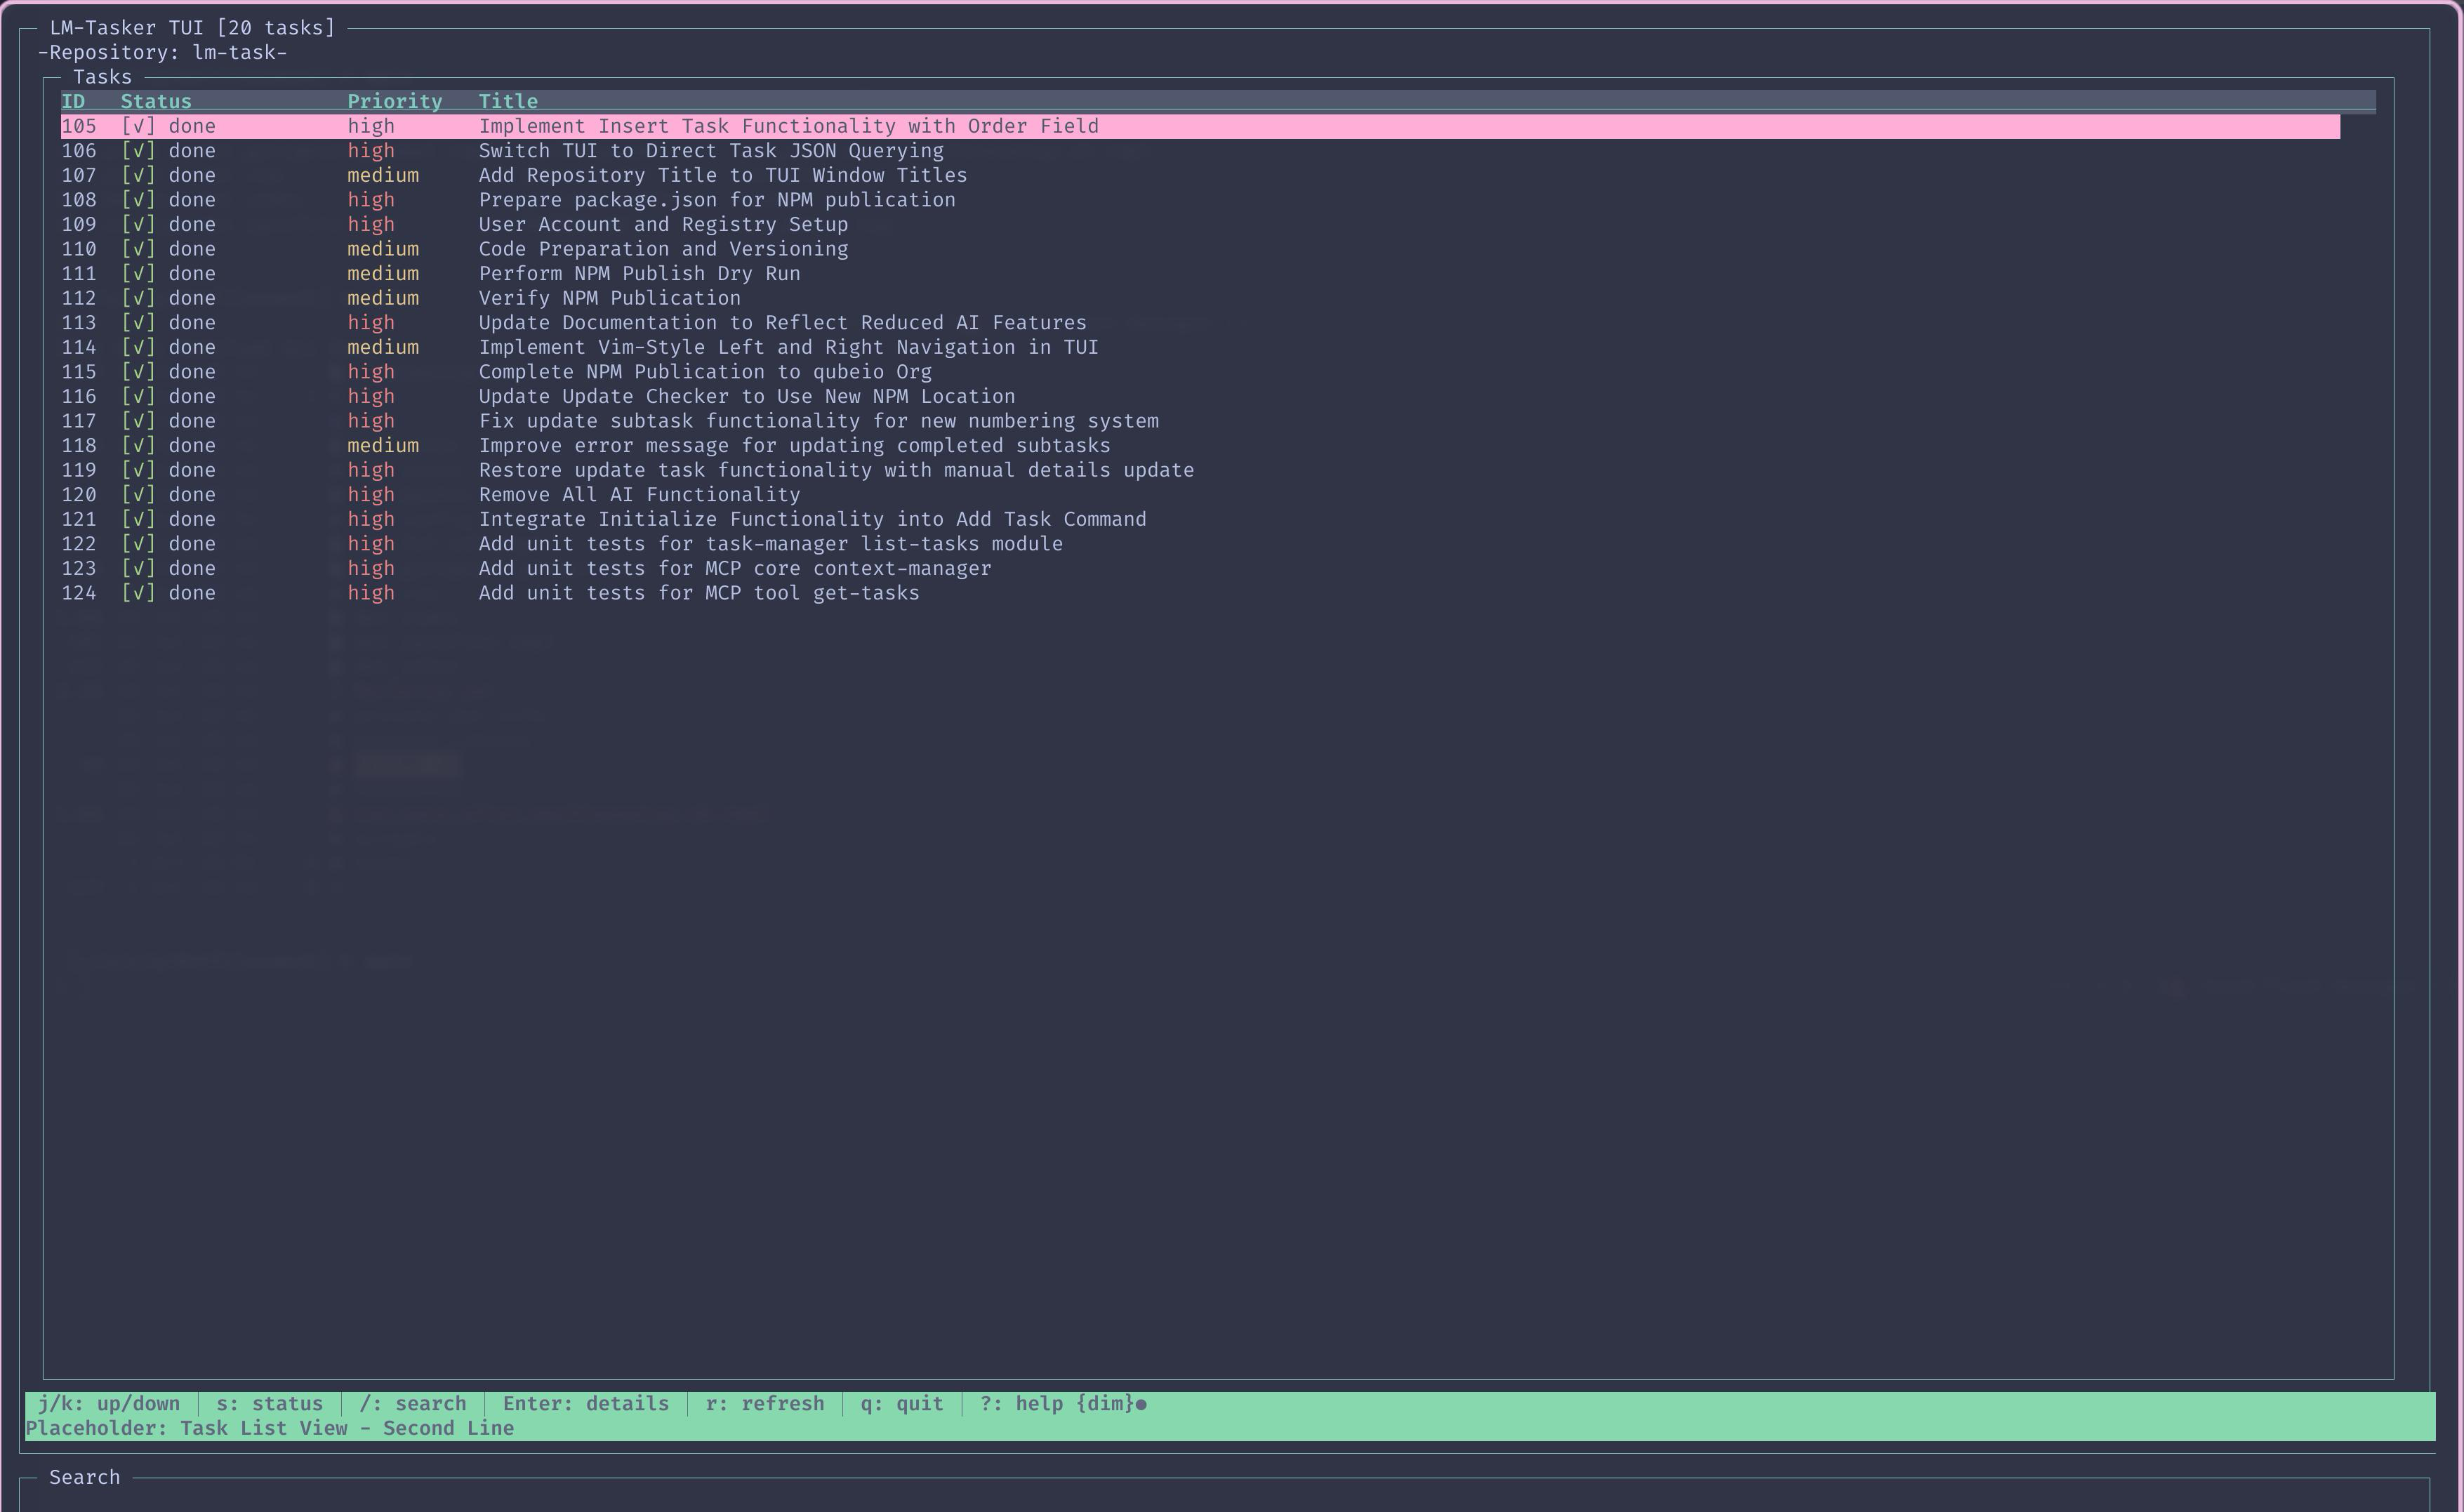 LM-Tasker TUI [20 tasks]
-Repository: lm-task-
Tasks
ID Status Priority Title
105 [√] done high Implement Insert Task Functionality with Order Field
106 [√] done high Switch TUI to Direct Task JSON Querying
107 [√] done medium Add Repository Title to TUI Window Titles
108 [√] done high Prepare package.json for NPM publication
109 [√] done high User Account and Registry Setup
110 [√] done medium Code Preparation and Versioning
111 [√] done medium Perform NPM Publish Dry Run
112 [√] done medium Verify NPM Publication
113 [√] done high Update Documentation to Reflect Reduced AI Features
114 [√] done medium Implement Vim-Style Left and Right Navigation in TUI
115 [√] done high Complete NPM Publication to qubeio Org
116 [√] done high Update Update Checker to Use New NPM Location
117 [√] done high Fix update subtask functionality for new numbering system
118 [√] done medium Improve error message for updating completed subtasks
119 [√] done high Restore update task functionality with manual details update
120 [√] done high Remove All AI Functionality
121 [√] done high Integrate Initialize Functionality into Add Task Command
122 [√] done high Add unit tests for task-manager list-tasks module
123 [√] done high Add unit tests for MCP core context-manager
124 [√] done high Add unit tests for MCP tool get-tasks
j/k: up/down │ s: status │ /: search │ Enter: details │ r: refresh │ q: quit │ ?: help {dim}●
Placeholder: Task List View - Second Line
Search